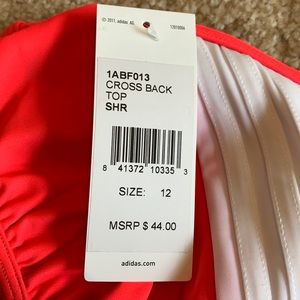 (C) 2011, adidas AG
12010006
1ABF013
CROSS BACK
TOP
SHR
8 41372 10335 3
SIZE: 12
MSRP $ 44.00
adidas.com